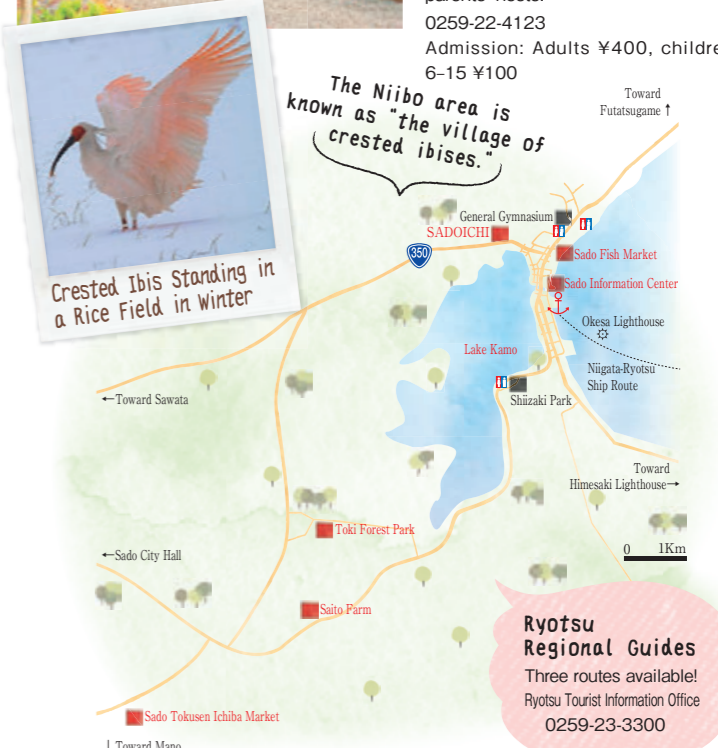 parents' nests.
0259-22-4123
Admission: Adults ¥400, childre
6–15 ¥100
The Niibo area is
known as "the village of
crested ibises."
Crested Ibis Standing in
a Rice Field in Winter
Toward
Futatsugame ↑
General Gymnasium
SADOICHI
350
Sado Fish Market
Sado Information Center
Okesa Lighthouse
Lake Kamo
Niigata-Ryotsu
Ship Route
←Toward Sawata
Shiizaki Park
Toward
Himesaki Lighthouse→
Toki Forest Park
←Sado City Hall
0 1Km
Saito Farm
Ryotsu
Regional Guides
Three routes available!
Ryotsu Tourist Information Office
0259-23-3300
Sado Tokusen Ichiba Market
Toward Mano